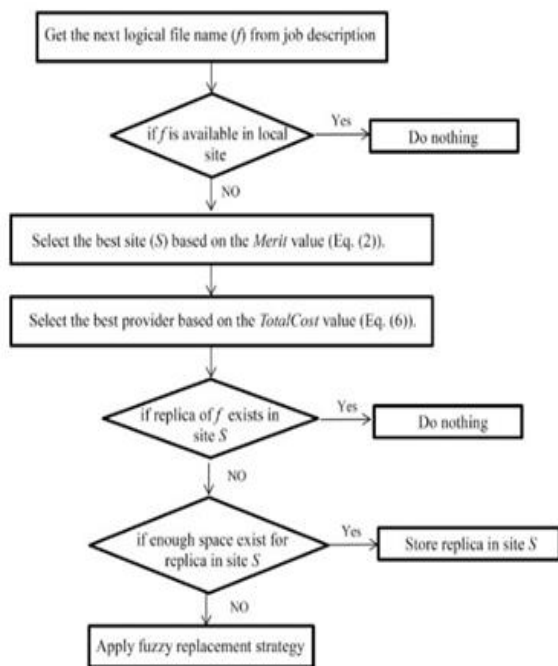 Get the next logical file name (f) from job description
if f is available in local
site
Yes
Do nothing
NO
Select the best site (S) based on the Merit value (Eq. (2)).
Select the best provider based on the TotalCost value (Eq. (6)).
if replica of f exists in
site S
Yes
Do nothing
NO
if enough space exist for
replica in site S
Yes
Store replica in site S
NO
Apply fuzzy replacement strategy